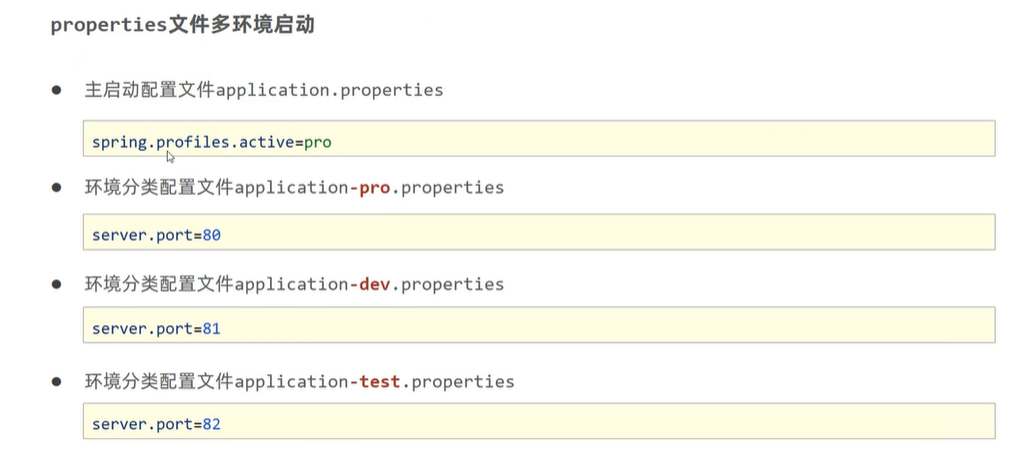 properties文件多环境启动
● 主启动配置文件application.properties
spring.profiles.active=pro
● 环境分类配置文件application-pro.properties
server.port=80
● 环境分类配置文件application-dev.properties
server.port=81
● 环境分类配置文件application-test.properties
server.port=82